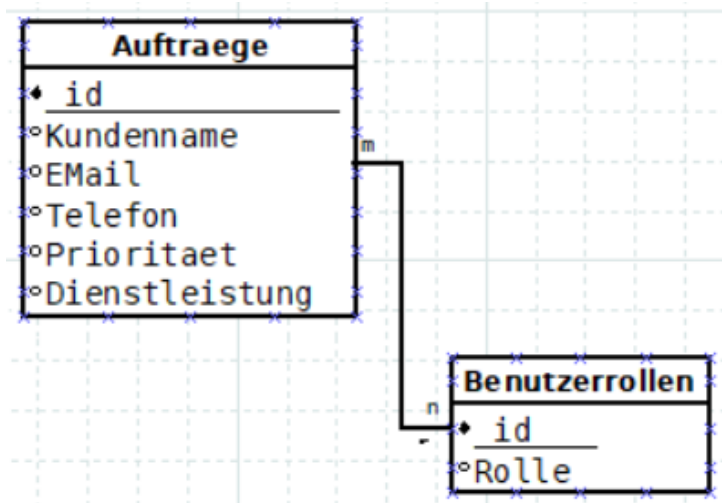 Auftraege
id
Kundenname
EMail
Telefon
Prioritaet
Dienstleistung
m
n
Benutzerrollen
id
Rolle